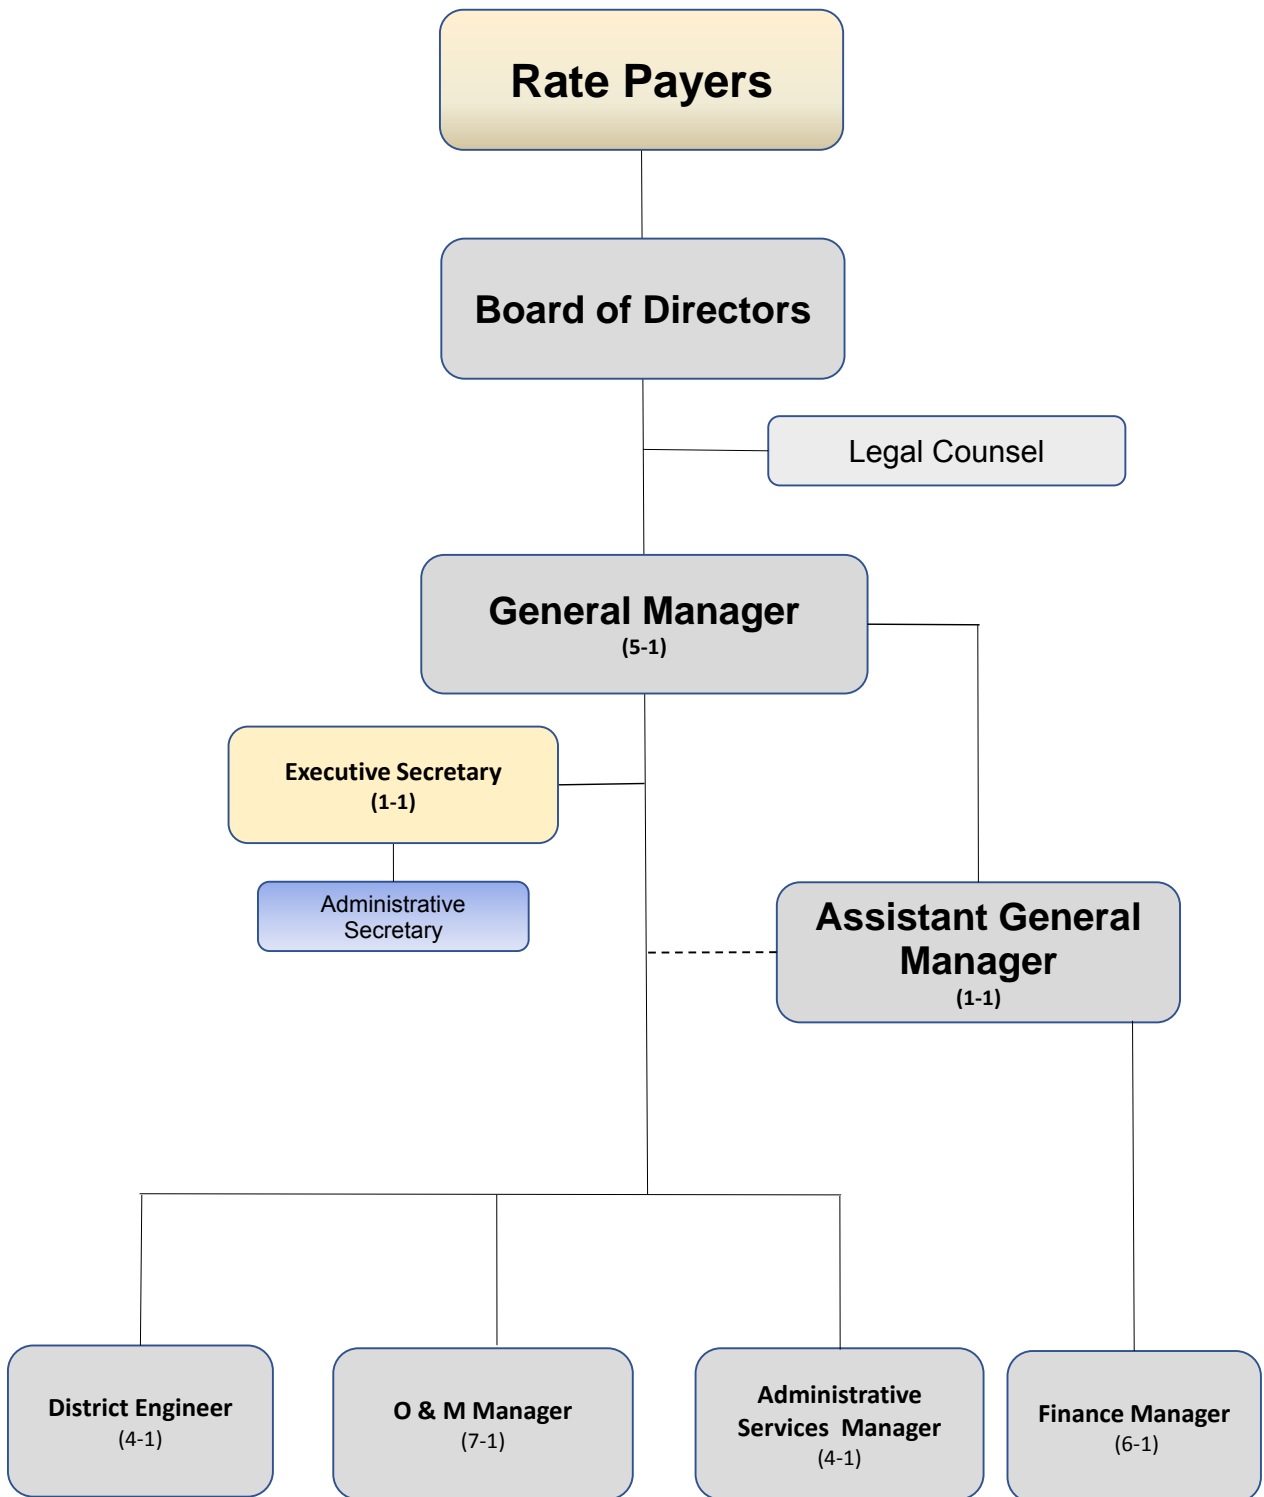 Rate Payers
Board of Directors
Legal Counsel
General Manager
(5-1)
Executive Secretary
(1-1)
Administrative
Secretary
Assistant General
Manager
(1-1)
District Engineer
(4-1)
O & M Manager
(7-1)
Administrative
Services Manager
(4-1)
Finance Manager
(6-1)